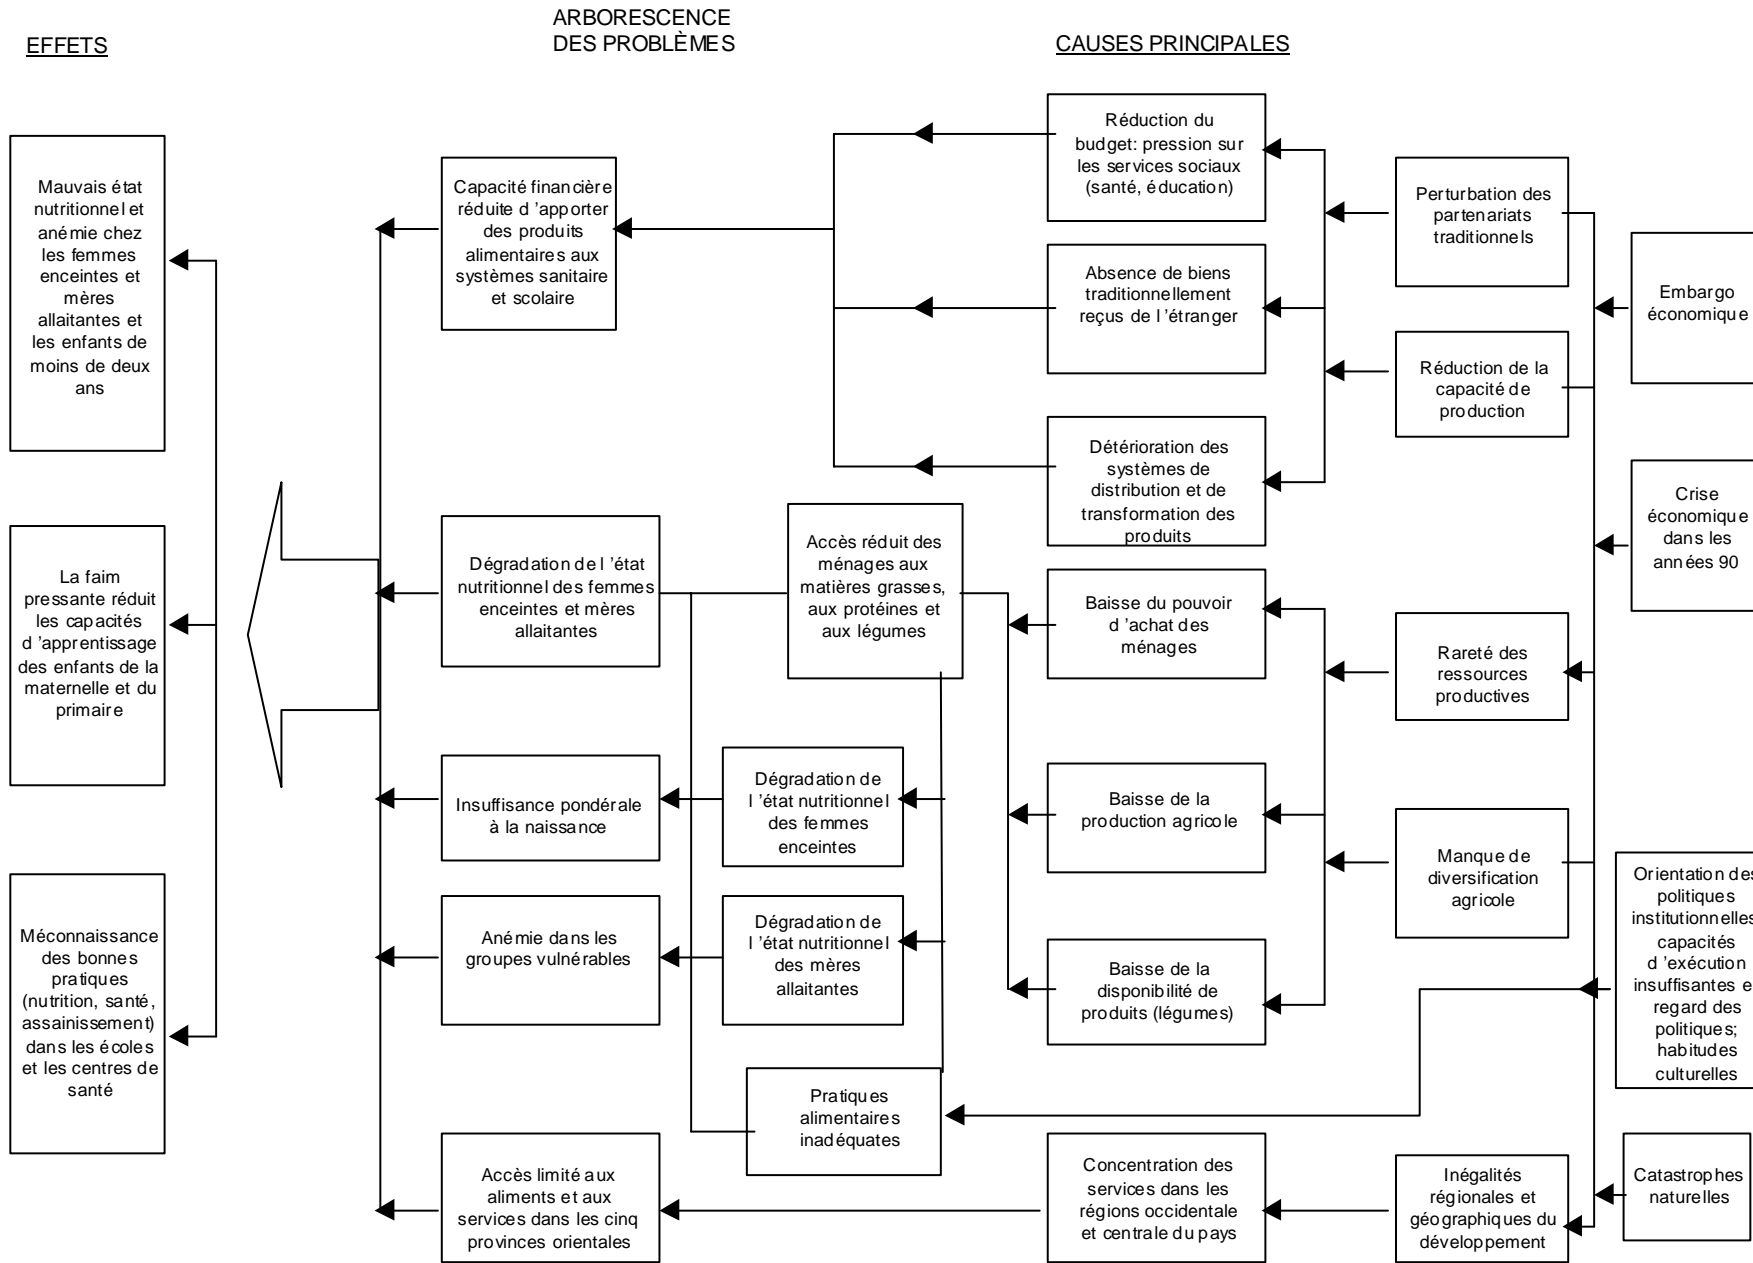 ARBORESCENCE
DES PROBLÈMES
EFFETS
CAUSES PRINCIPALES
Mauvais état
nutritionnel et
anémie chez
les femmes
enceintes et
mères
allaitantes et
les enfants de
moins de deux
ans
La faim
pressante réduit
les capacités
d 'apprentissage
des enfants de la
maternelle et du
primaire
Méconnaissance
des bonnes
pratiques
(nutrition, santé,
assainissement)
dans les écoles
et les centres de
santé
Capacité financière
réduite d 'apporter
des produits
alimentaires aux
systèmes sanitaire
et scolaire
Dégradation de l 'état
nutritionnel des femmes
enceintes et mères
allaitantes
Insuffisance pondérale
à la naissance
Anémie dans les
groupes vulnérables
Accès limité aux
aliments et aux
services dans les cinq
provinces orientales
Accès réduit des
ménages aux
matières grasses,
aux protéines et
aux légumes
Dégradation de
l 'état nutritionnel
des femmes
enceintes
Dégradation de
l 'état nutritionnel
des mères
allaitantes
Pratiques
alimentaires
inadéquates
Réduction du
budget: pression sur
les services sociaux
(santé, éducation)
Absence de biens
traditionnellement
reçus de l 'étranger
Détérioration des
systèmes de
distribution et de
transformation des
produits
Baisse du pouvoir
d 'achat des
ménages
Baisse de la
production agricole
Baisse de la
disponibilité de
produits (légumes)
Concentration des
services dans les
régions occidentale
et centrale du pays
Perturbation des
partenariats
traditionnels
Réduction de la
capacité de
production
Rareté des
ressources
productives
Manque de
diversification
agricole
Inégalités
régionales et
géographiques du
développement
Embargo
économique
Crise
économique
dans les
années 90
Orientation des
politiques
institutionnelles
capacités
d 'exécution
insuffisantes e
regard des
politiques;
habitudes
culturelles
Catastrophes
naturelles